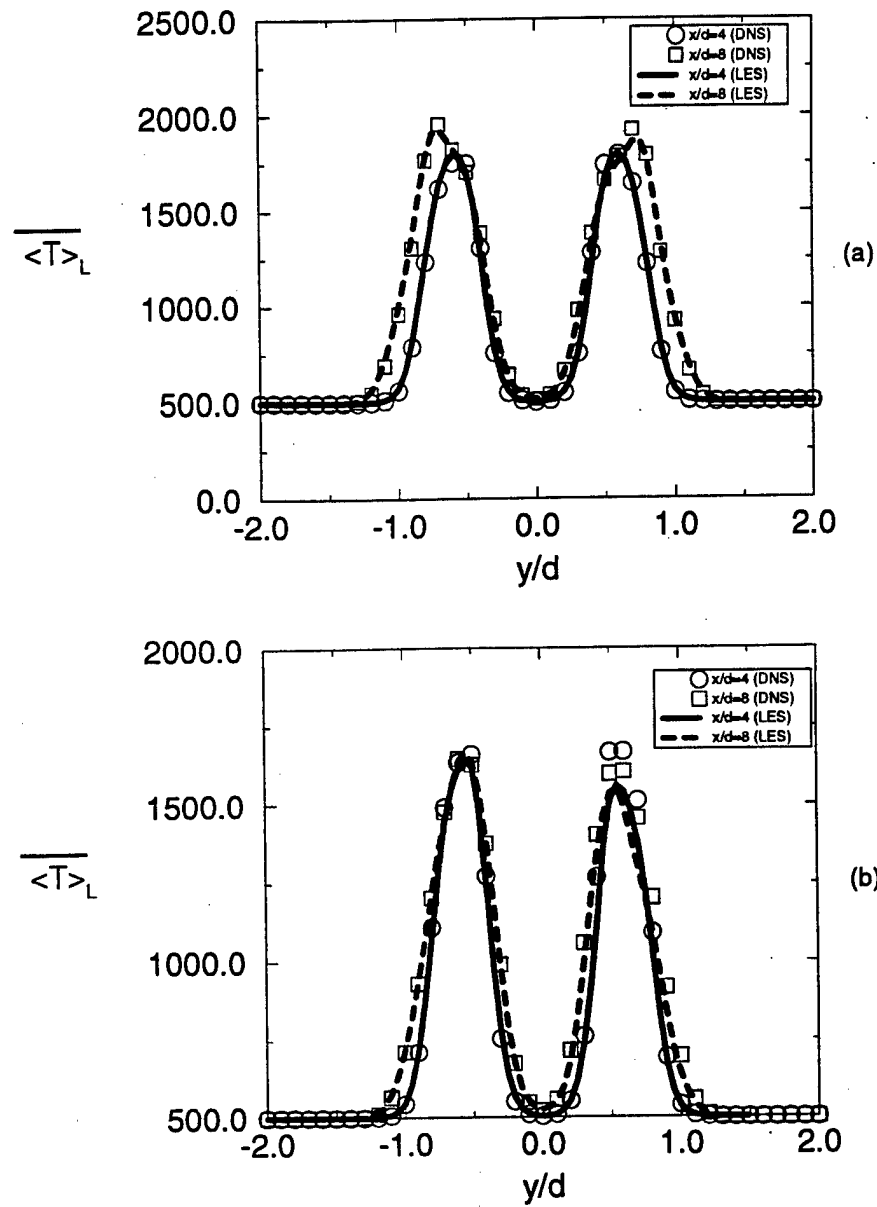 2500.0
2000.0
1500.0
1000.0
500.0
0.0
<T>L
x/d=4 (DNS)
x/d=8 (DNS)
x/d=4 (LES)
x/d=8 (LES)
(a)
-2.0
-1.0
0.0
1.0
2.0
y/d
2000.0
1500.0
1000.0
500.0
<T>L
x/d=4 (DNS)
x/d=8 (DNS)
x/d=4 (LES)
x/d=8 (LES)
(b)
-2.0
-1.0
0.0
1.0
2.0
y/d